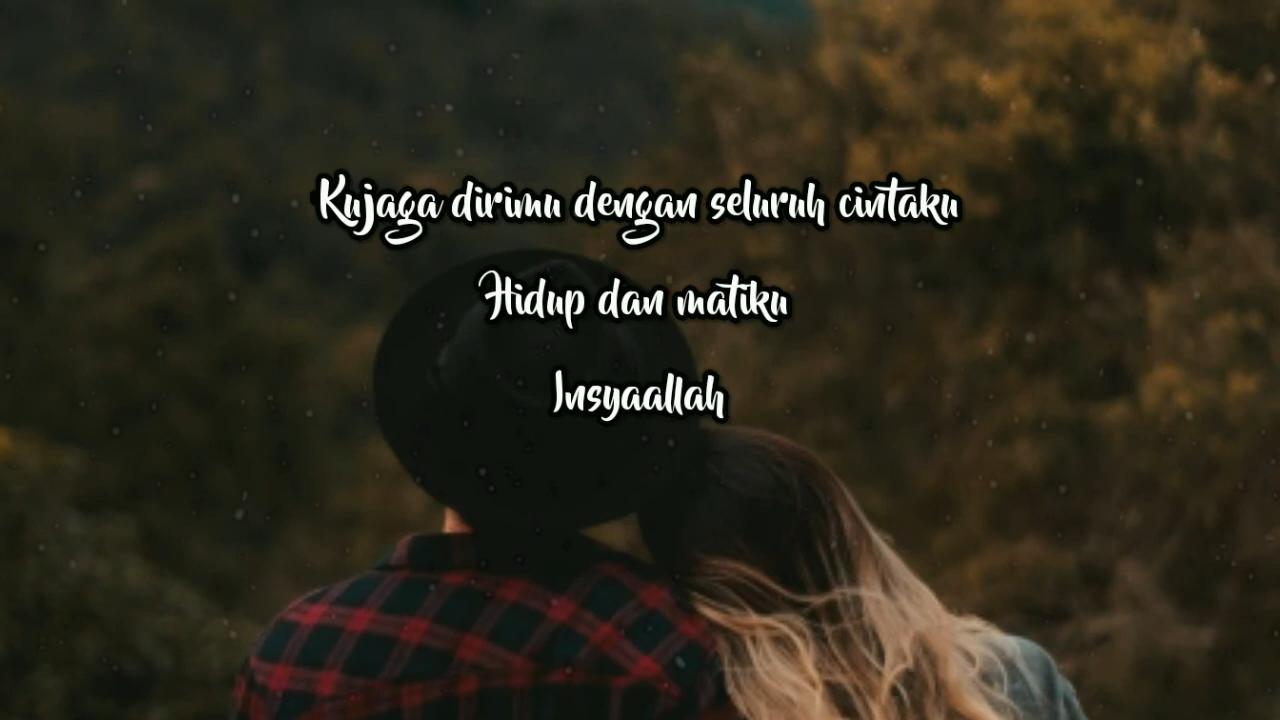 Kujaga dirimu dengan seluruh cintaku
Hidup dan matiku
Insyaallah